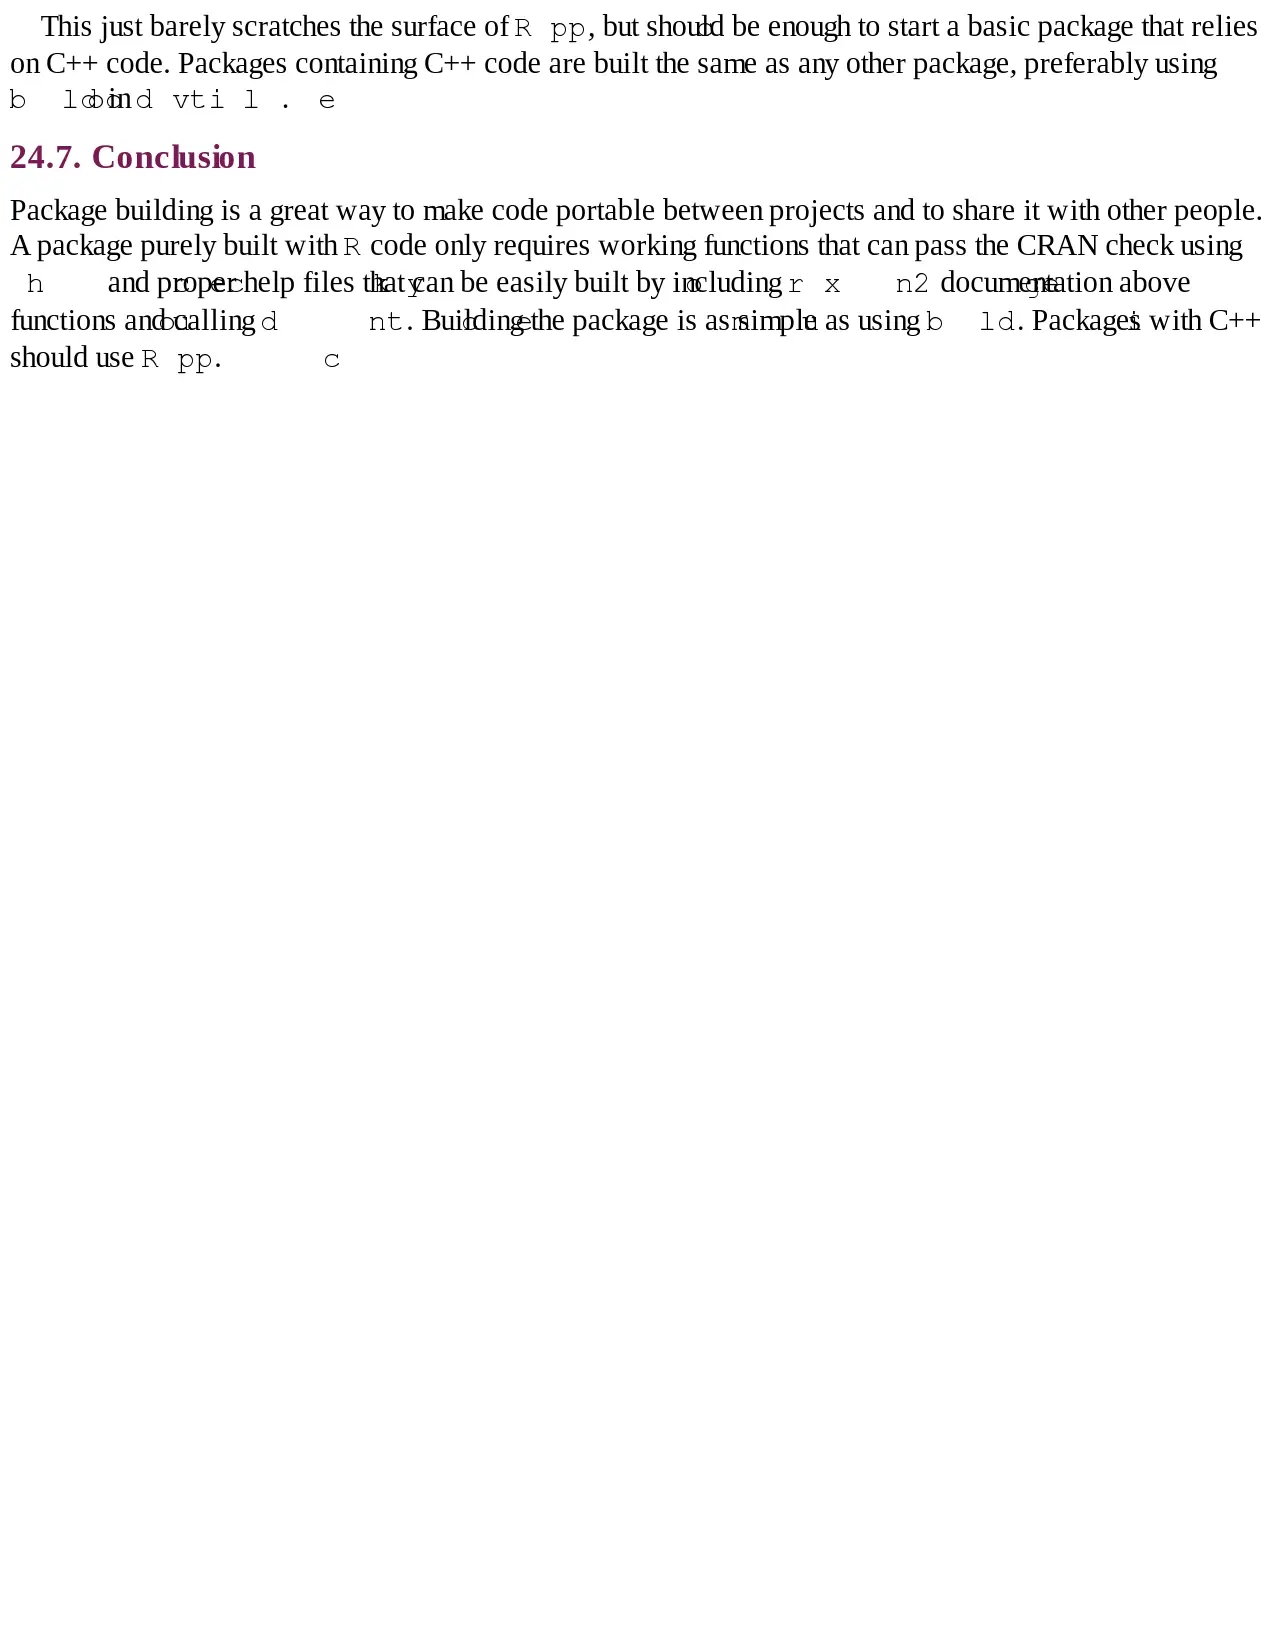 This just barely scratches the surface of R pp, but should be enough to start a basic package that relies
on C++ code. Packages containing C++ code are built the same as any other package, preferably using
b ld in d vt l .
24.7. Conclusion
Package building is a great way to make code portable between projects and to share it with other people.
A package purely built with R code only requires working functions that can pass the CRAN check using
h and proper help files that can be easily built by including r x n2 documentation above
functions and calling d nt. Building the package is as simple as using b ld. Packages with C++
should use R pp.